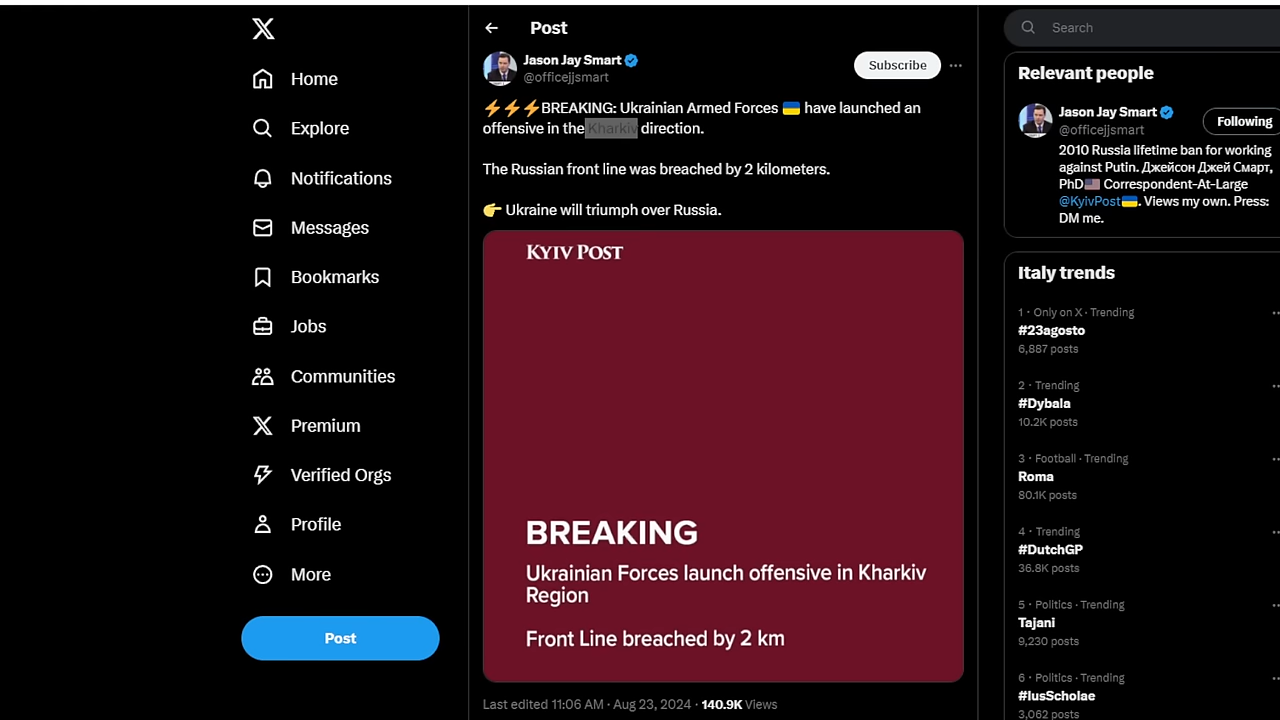 Home
Explore
Notifications
Messages
Bookmarks
Jobs
Communities
Premium
Verified Orgs
Profile
More
Post
Post
Jason Jay Smart
@officejjsmart
Subscribe
⚡⚡⚡BREAKING: Ukrainian Armed Forces 🇺🇦 have launched an
offensive in the Kharkiv direction.
The Russian front line was breached by 2 kilometers.
👉 Ukraine will triumph over Russia.
KYIV POST
BREAKING
Ukrainian Forces launch offensive in Kharkiv
Region
Front Line breached by 2 km
Last edited 11:06 AM · Aug 23, 2024 · 140.9K Views
Search
Relevant people
Jason Jay Smart
@officejjsmart
Following
2010 Russia lifetime ban for working
against Putin. Джейсон Джей Смарт,
PhD🇺🇸 Correspondent-At-Large
@KyivPost🇺🇦. Views my own. Press:
DM me.
Italy trends
1 · Only on X · Trending
#23agosto
6,887 posts
2 · Trending
#Dybala
10.2K posts
3 · Football · Trending
Roma
80.1K posts
4 · Trending
#DutchGP
36.8K posts
5 · Politics · Trending
Tajani
9,230 posts
6 · Politics · Trending
#IusScholae
3,062 posts